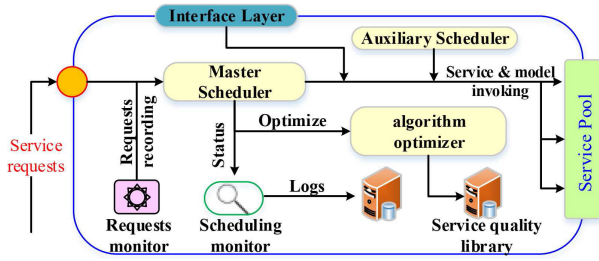 Interface Layer
Auxiliary Scheduler
Master
Scheduler
Service & model
invoking
Service requests
Requests
recording
Status
Optimize
algorithm
optimizer
Service Pool
Logs
Requests
monitor
Scheduling
monitor
Service quality
library